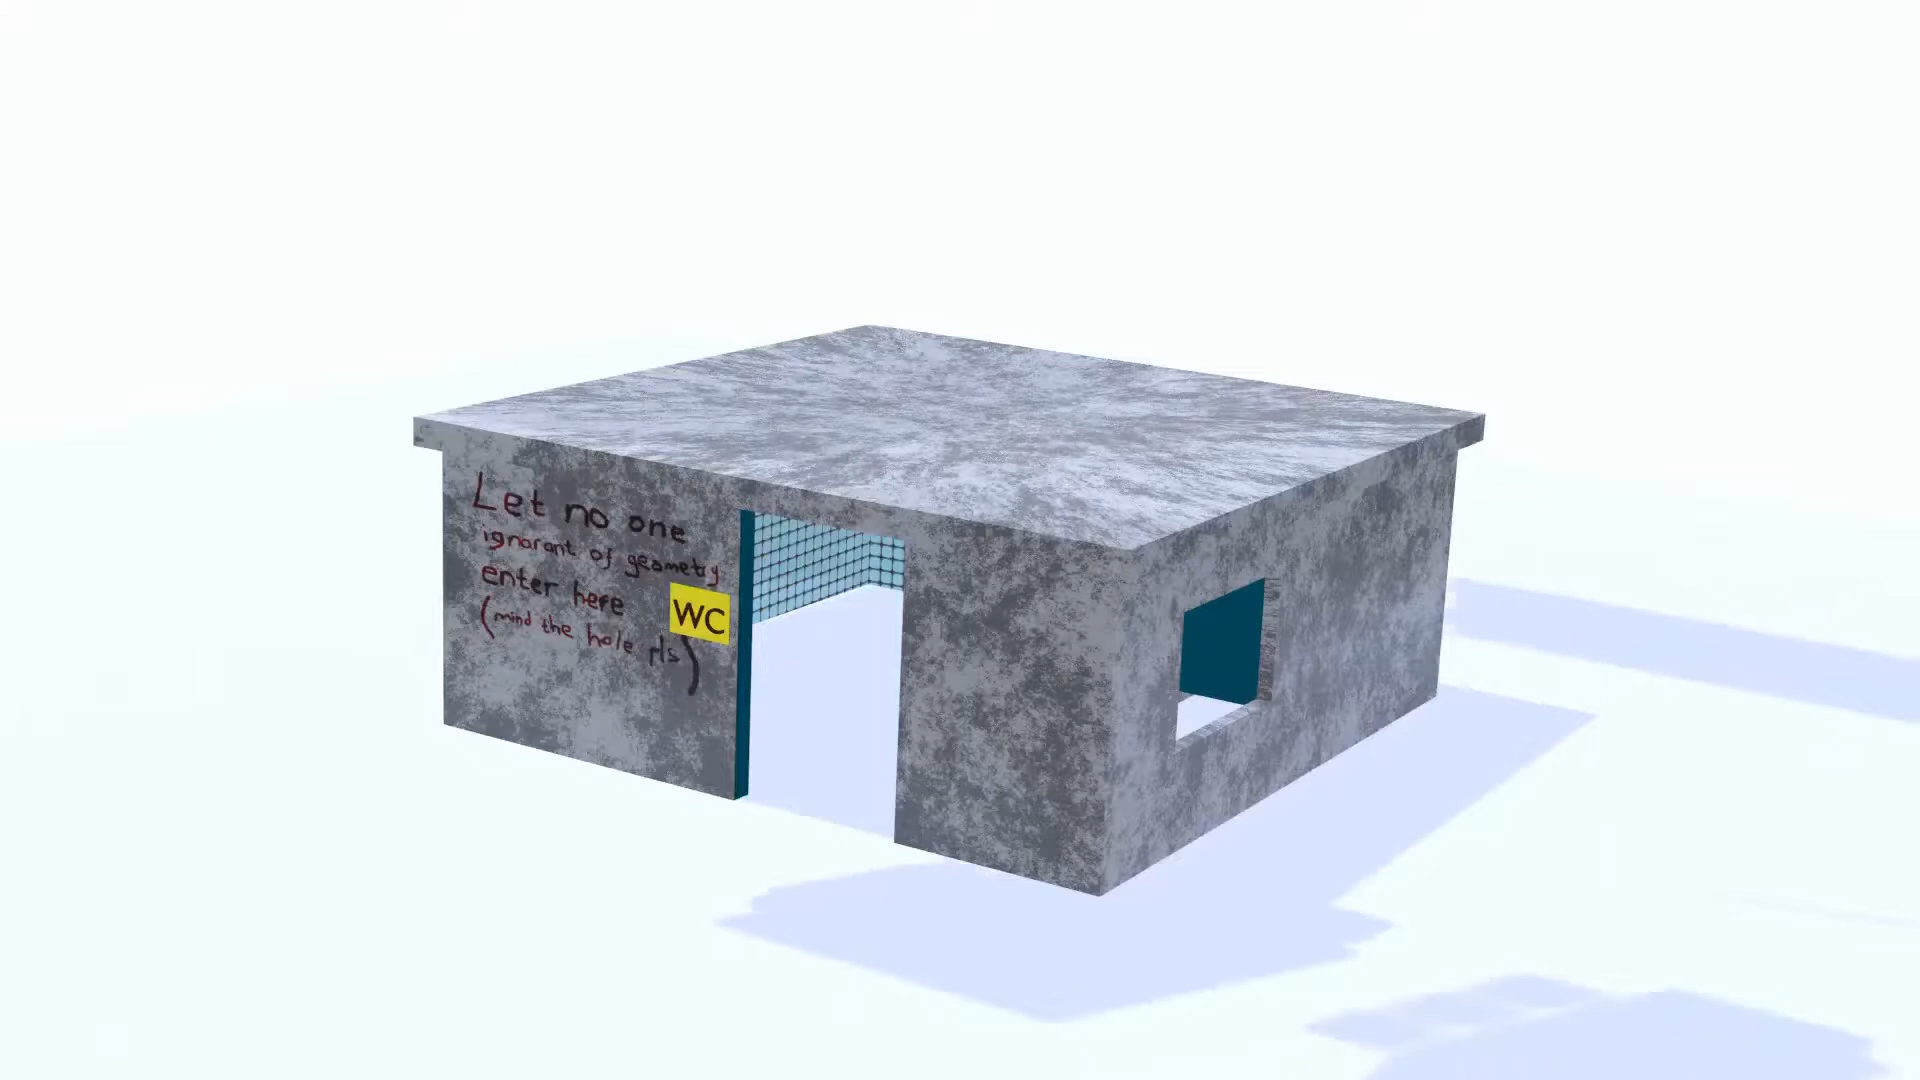 Let no one
ignorant of geometry
enter here
(mind the hole pls)
WC